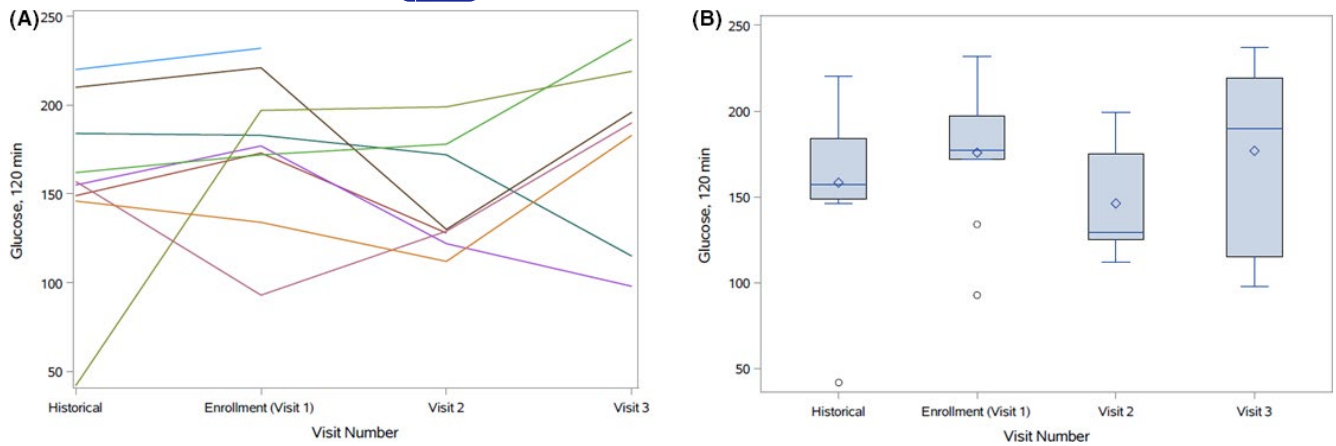 (A)
250
200
150
100
50
Glucose, 120 min
Historical
Enrollment (Visit 1)
Visit 2
Visit 3
Visit Number
(B)
250
200
150
100
50
Glucose, 120 min
Historical
Enrollment (Visit 1)
Visit 2
Visit 3
Visit Number